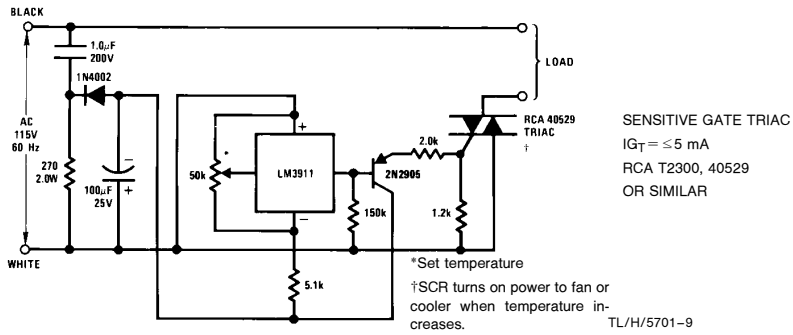 BLACK
1.0µF
200V
1N4002
AC
115V
60 Hz
270
2.0W
100µF
25V
−
+
WHITE
50k
*
+
LM3911
−
5.1k
150k
2N2905
2.0k
1.2k
LOAD
RCA 40529
TRIAC
†
SENSITIVE GATE TRIAC
IGT = ≤5 mA
RCA T2300, 40529
OR SIMILAR
*Set temperature
†SCR turns on power to fan or
cooler when temperature in-
creases.
TL/H/5701–9